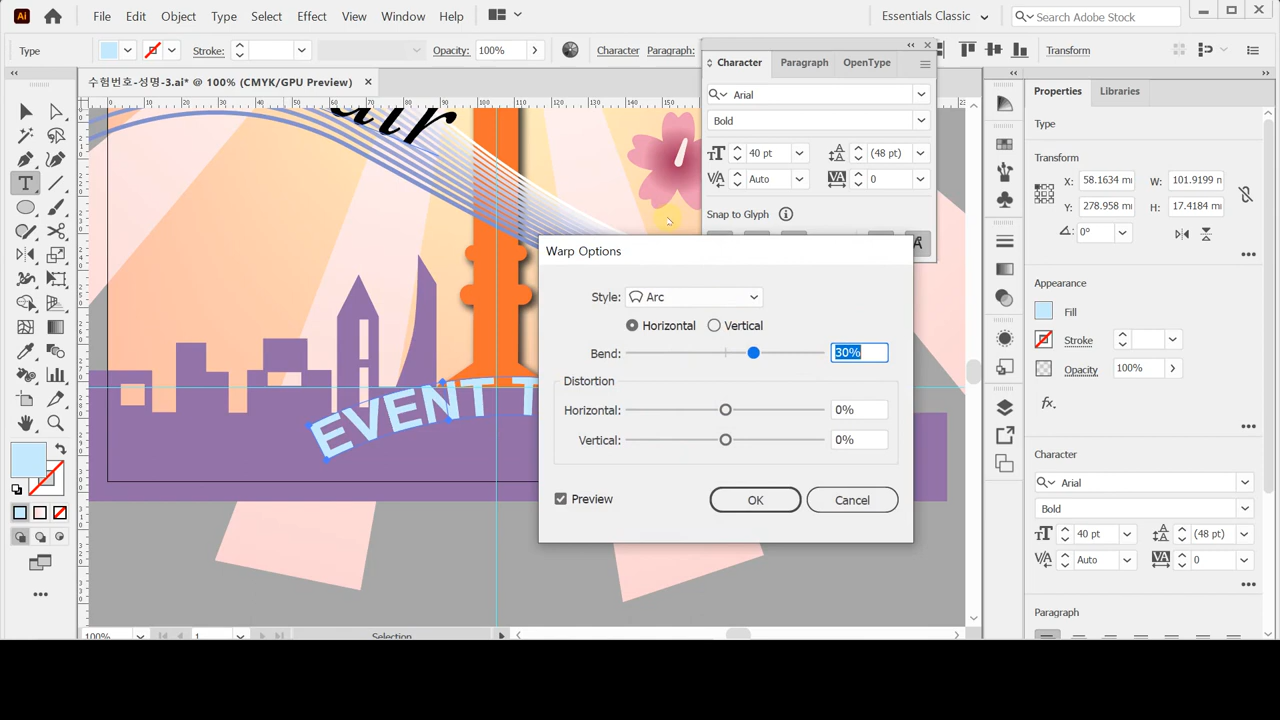 Ai File Edit Object Type Select Effect View Window Help Essentials Classic Search Adobe Stock
Type Stroke: Opacity: 100% Character Paragraph: Transform
수험번호-성명-3.ai* @ 100% (CMYK/GPU Preview)
Character Paragraph OpenType
Arial
Bold
40 pt (48 pt)
Auto 0
Snap to Glyph
air
EVENT T
Warp Options
Style: Arc
Horizontal Vertical
Bend: 30%
Distortion
Horizontal: 0%
Vertical: 0%
Preview OK Cancel
Properties Libraries
Type
Transform
X: 58.1634 W: 101.9199
Y: 278.958 H: 17.4184
0°
Appearance
Fill
Stroke
Opacity 100%
fx.
Character
Arial
Bold
40 pt (48 pt)
Auto 0
Paragraph
100% 1 Selection